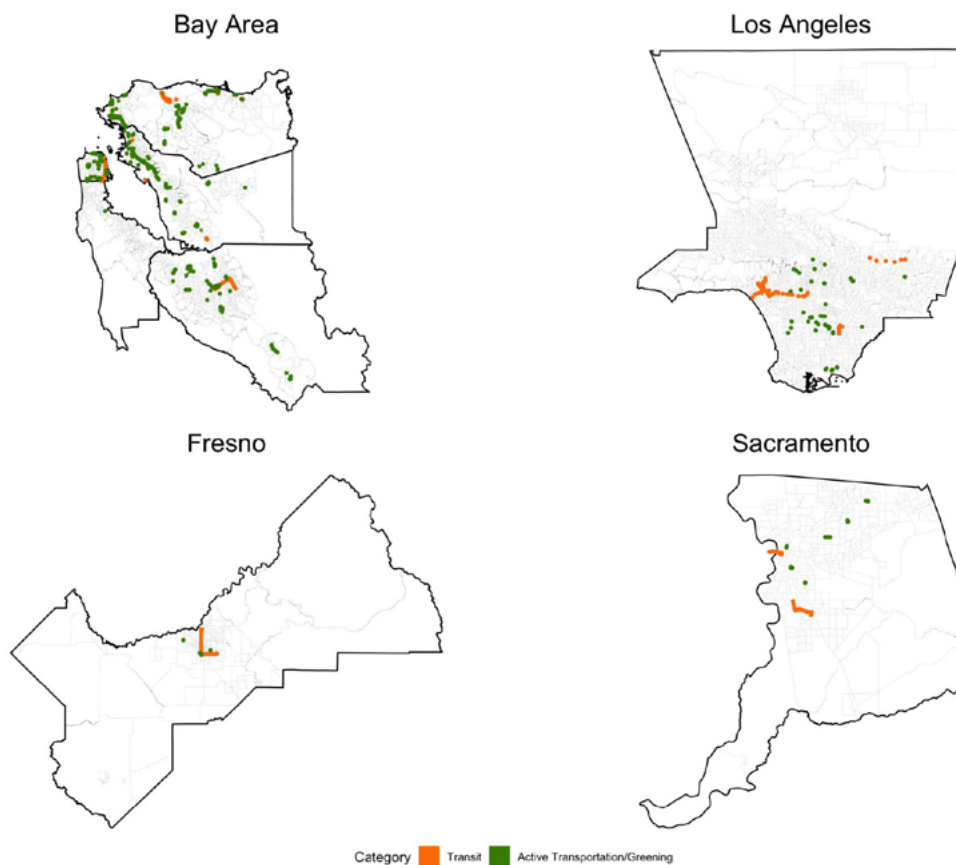 Bay Area
Los Angeles
Fresno
Sacramento
Category Transit Active Transportation/Greening